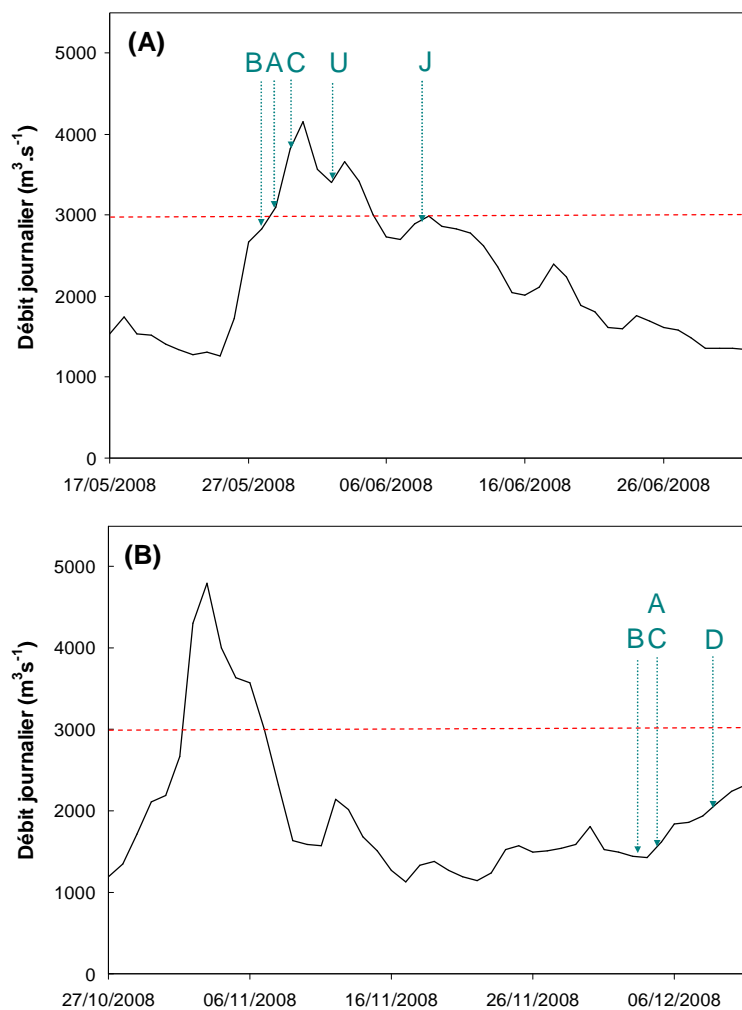 (A)
B A C U J
5000
4000
3000
2000
1000
0
Débit journalier (m³.s⁻¹)
17/05/2008 27/05/2008 06/06/2008 16/06/2008 26/06/2008
(B)
A
B C D
5000
4000
3000
2000
1000
0
Débit journalier (m³s⁻¹)
27/10/2008 06/11/2008 16/11/2008 26/11/2008 06/12/2008